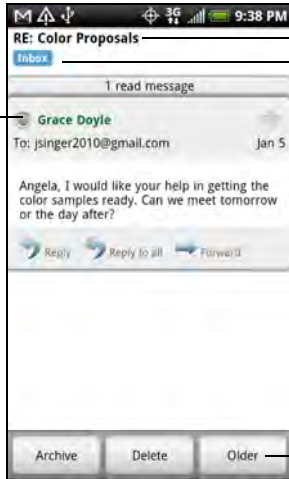 3G 9:38 PM
RE: Color Proposals
Inbox
1 read message
Grace Doyle
To: jsinger2010@gmail.com Jan 5
Angela, I would like your help in getting the
color samples ready. Can we meet tomorrow
or the day after?
Reply Reply to all Forward
Archive Delete Older